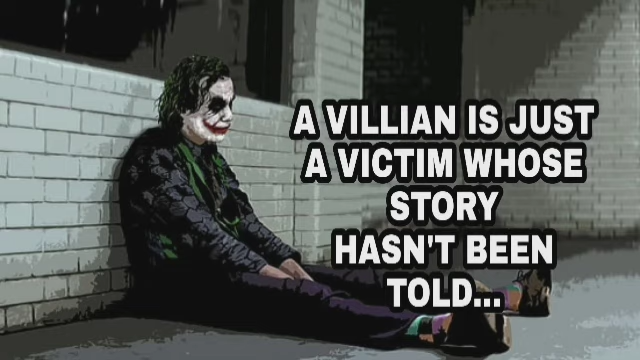 A VILLIAN IS JUST
A VICTIM WHOSE
STORY
HASN'T BEEN
TOLD...